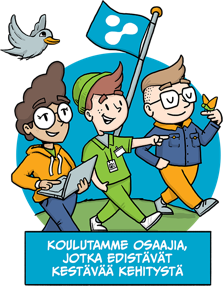 KOULUTAMME OSAAJIA,
JOTKA EDISTÄVÄT
KESTÄVÄÄ KEHITYSTÄ